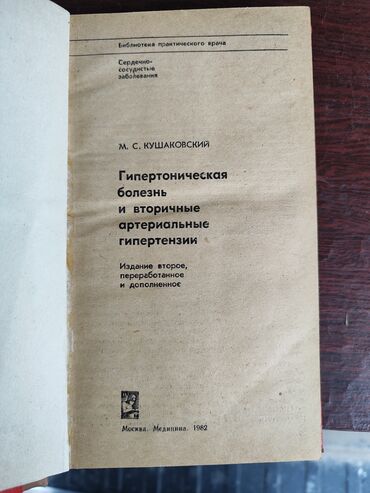 Библиотека практического врача
Сердечно-
сосудистые
заболевания
М. С. КУШАКОВСКИЙ
Гипертоническая
болезнь
и вторичные
артериальные
гипертензии
Издание второе,
переработанное
и дополненное
Москва. Медицина. 1982